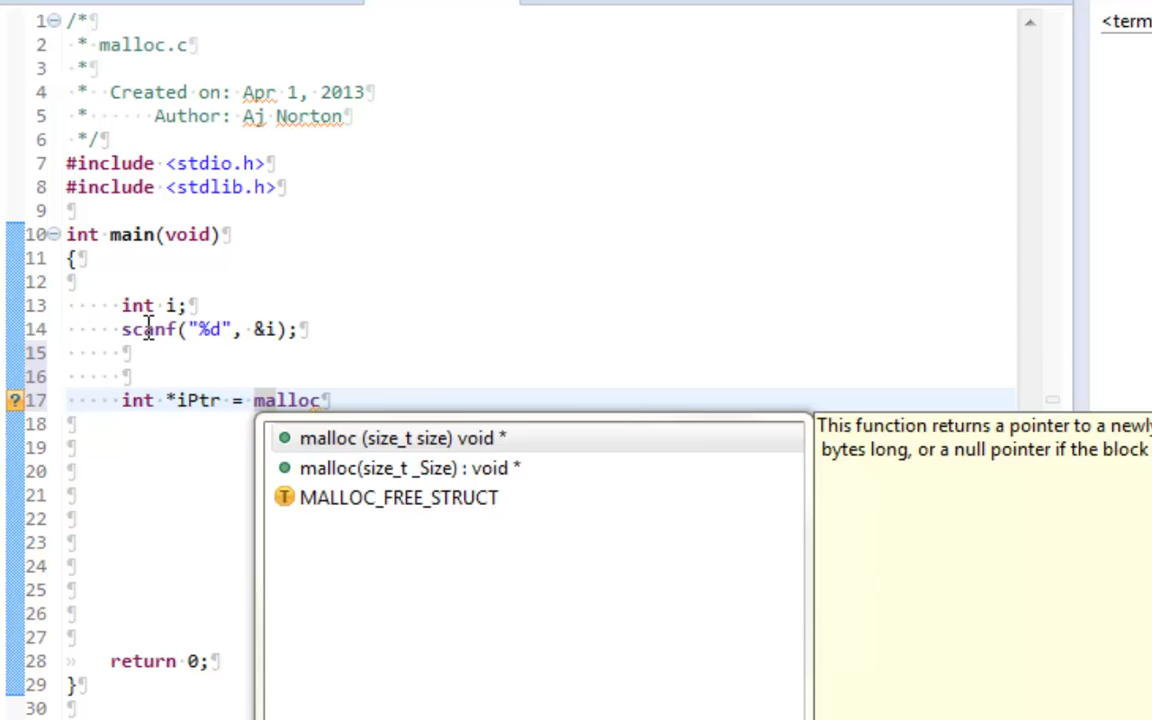 1 /*¶
2 * malloc.c¶
3 *¶
4 * Created on: Apr 1, 2013¶
5 * Author: Aj Norton¶
6 */¶
7 #include <stdio.h>¶
8 #include <stdlib.h>¶
9 ¶
10 int main(void)¶
11 {¶
12 ¶
13 int i;¶
14 scanf("%d", &i);¶
15 ¶
16 ¶
17 int *iPtr = malloc¶
18 ¶
19 ¶
20 ¶
21 ¶
22 ¶
23 ¶
24 ¶
25 ¶
26 ¶
27 ¶
28 » return 0;¶
29 }¶
30 ¶
malloc (size_t size) void *
malloc(size_t _Size) : void *
T MALLOC_FREE_STRUCT
This function returns a pointer to a newly
bytes long, or a null pointer if the block
<term